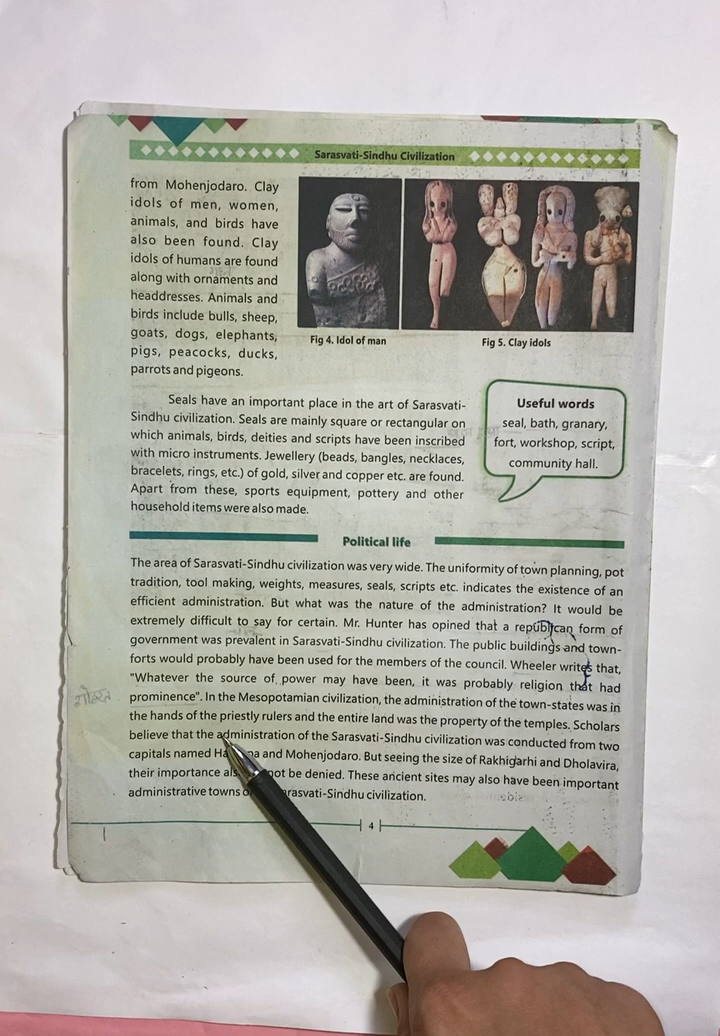 Sarasvati-Sindhu Civilization
from Mohenjodaro. Clay
idols of men, women,
animals, and birds have
also been found. Clay
idols of humans are found
along with ornaments and
headdresses. Animals and
birds include bulls, sheep,
goats, dogs, elephants,
pigs, peacocks, ducks,
parrots and pigeons.
Fig 4. Idol of man
Fig 5. Clay idols
Seals have an important place in the art of Sarasvati-
Sindhu civilization. Seals are mainly square or rectangular on
which animals, birds, deities and scripts have been inscribed
with micro instruments. Jewellery (beads, bangles, necklaces,
bracelets, rings, etc.) of gold, silver and copper etc. are found.
Apart from these, sports equipment, pottery and other
household items were also made.
Useful words
seal, bath, granary,
fort, workshop, script,
community hall.
Political life
The area of Sarasvati-Sindhu civilization was very wide. The uniformity of town planning, pot
tradition, tool making, weights, measures, seals, scripts etc. indicates the existence of an
efficient administration. But what was the nature of the administration? It would be
extremely difficult to say for certain. Mr. Hunter has opined that a republican form of
government was prevalent in Sarasvati-Sindhu civilization. The public buildings and town-
forts would probably have been used for the members of the council. Wheeler writes that,
"Whatever the source of power may have been, it was probably religion that had
prominence". In the Mesopotamian civilization, the administration of the town-states was in
the hands of the priestly rulers and the entire land was the property of the temples. Scholars
believe that the administration of the Sarasvati-Sindhu civilization was conducted from two
capitals named and Mohenjodaro. But seeing the size of Rakhigarhi and Dholavira,
their importance not be denied. These ancient sites may also have been important
administrative towns Sarasvati-Sindhu civilization.
4